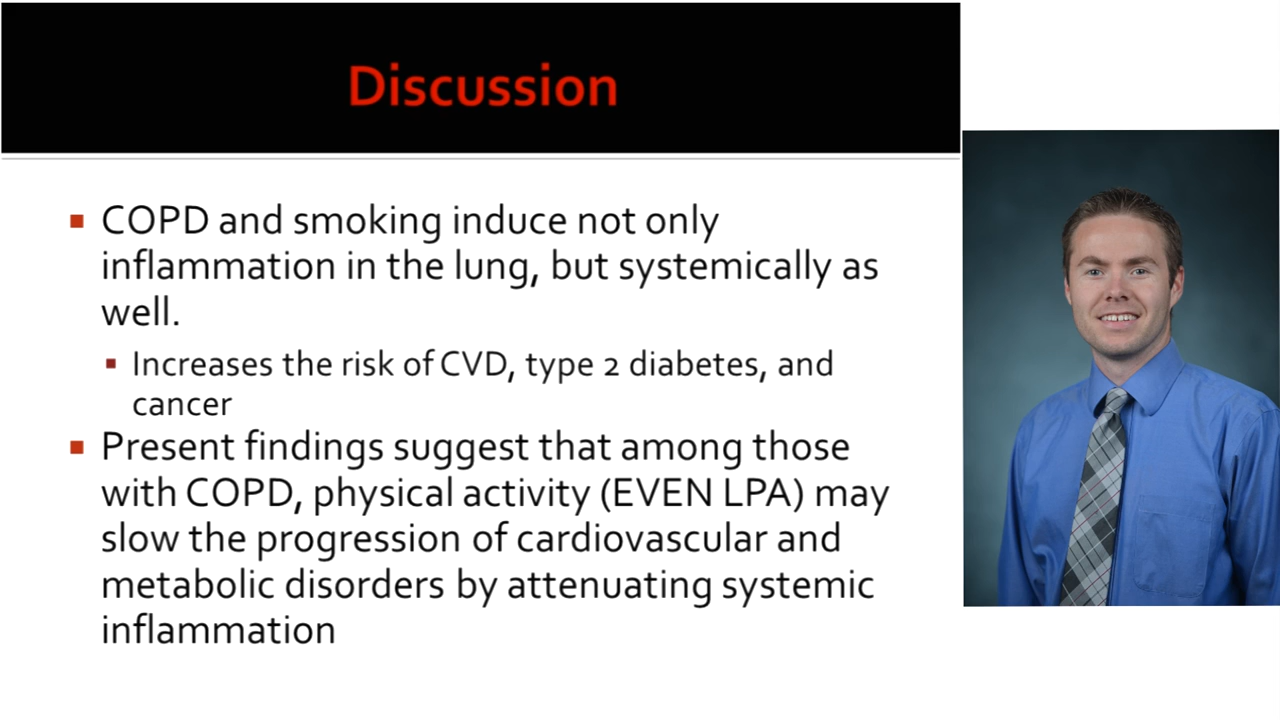 Discussion
COPD and smoking induce not only
inflammation in the lung, but systemically as
well.
Increases the risk of CVD, type 2 diabetes, and
cancer
Present findings suggest that among those
with COPD, physical activity (EVEN LPA) may
slow the progression of cardiovascular and
metabolic disorders by attenuating systemic
inflammation